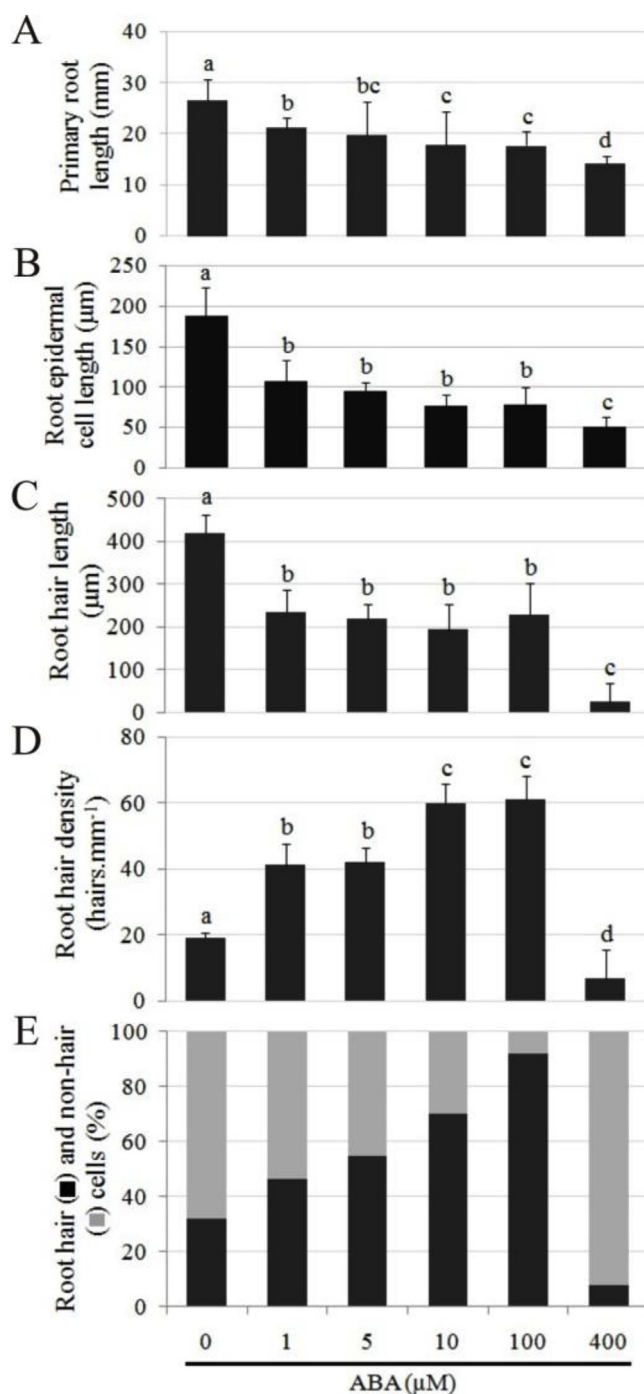 A
Primary root
length (mm)
40
30
20
10
0
a
b
bc
c
c
d
B
Root epidermal
cell length (µm)
250
200
150
100
50
0
a
b
b
b
b
c
C
Root hair length
(µm)
500
400
300
200
100
0
a
b
b
b
b
c
D
Root hair density
(hairs.mm⁻¹)
80
60
40
20
0
a
b
b
c
c
d
E
Root hair (■) and non-hair
(■) cells (%)
100
80
60
40
20
0
0 1 5 10 100 400
ABA (µM)